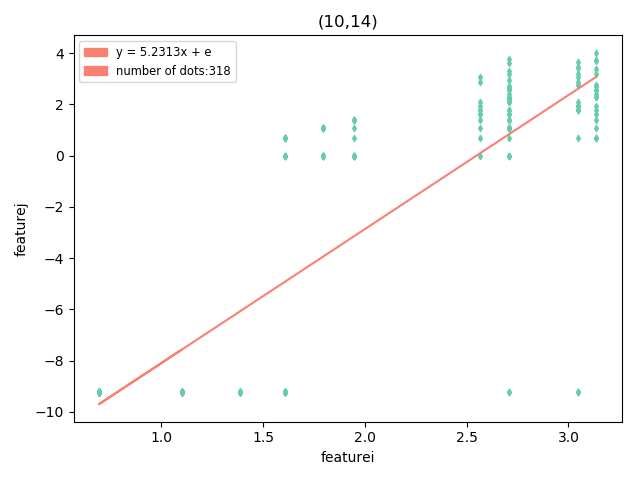 (10,14)
y = 5.2313x + e
number of dots:318
4
2
0
−2
−4
−6
−8
−10
featurej
1.0 1.5 2.0 2.5 3.0
featurei